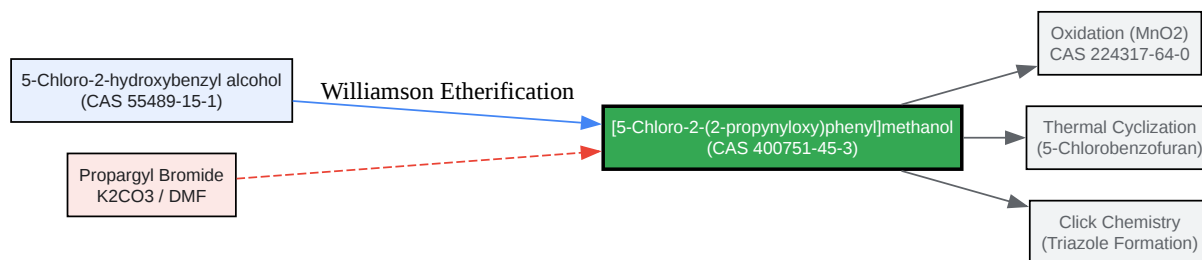 5-Chloro-2-hydroxybenzyl alcohol
(CAS 55489-15-1)
Propargyl Bromide
K2CO3 / DMF
Williamson Etherification
[5-Chloro-2-(2-propynyloxy)phenyl]methanol
(CAS 400751-45-3)
Oxidation (MnO2)
CAS 224317-64-0
Thermal Cyclization
(5-Chlorobenzofuran)
Click Chemistry
(Triazole Formation)